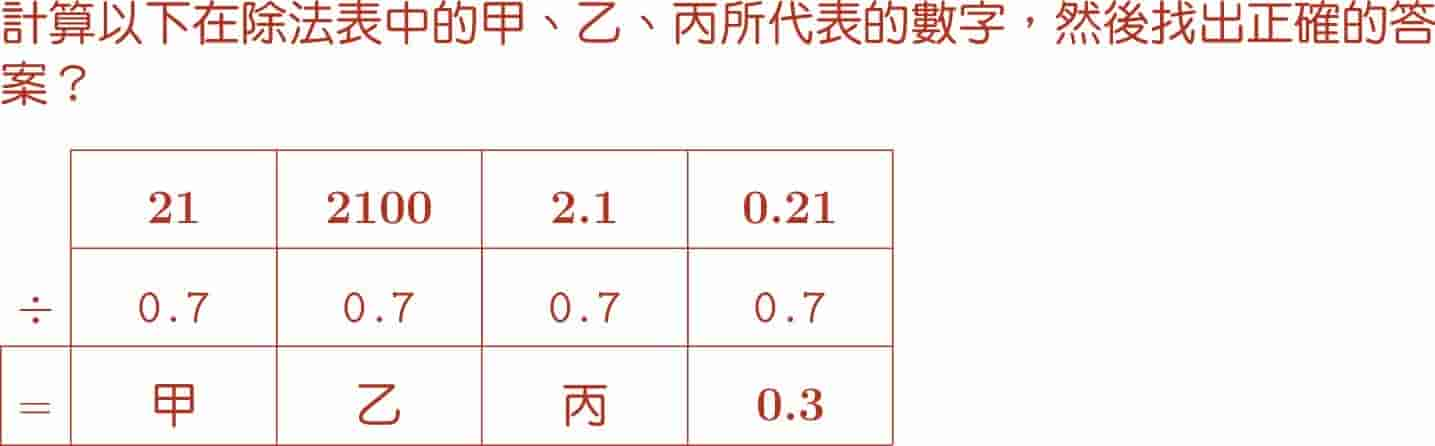 計算以下在除法表中的甲、乙、丙所代表的數字，然後找出正確的答
案？
21 2100 2.1 0.21
÷ 0.7 0.7 0.7 0.7
= 甲 乙 丙 0.3